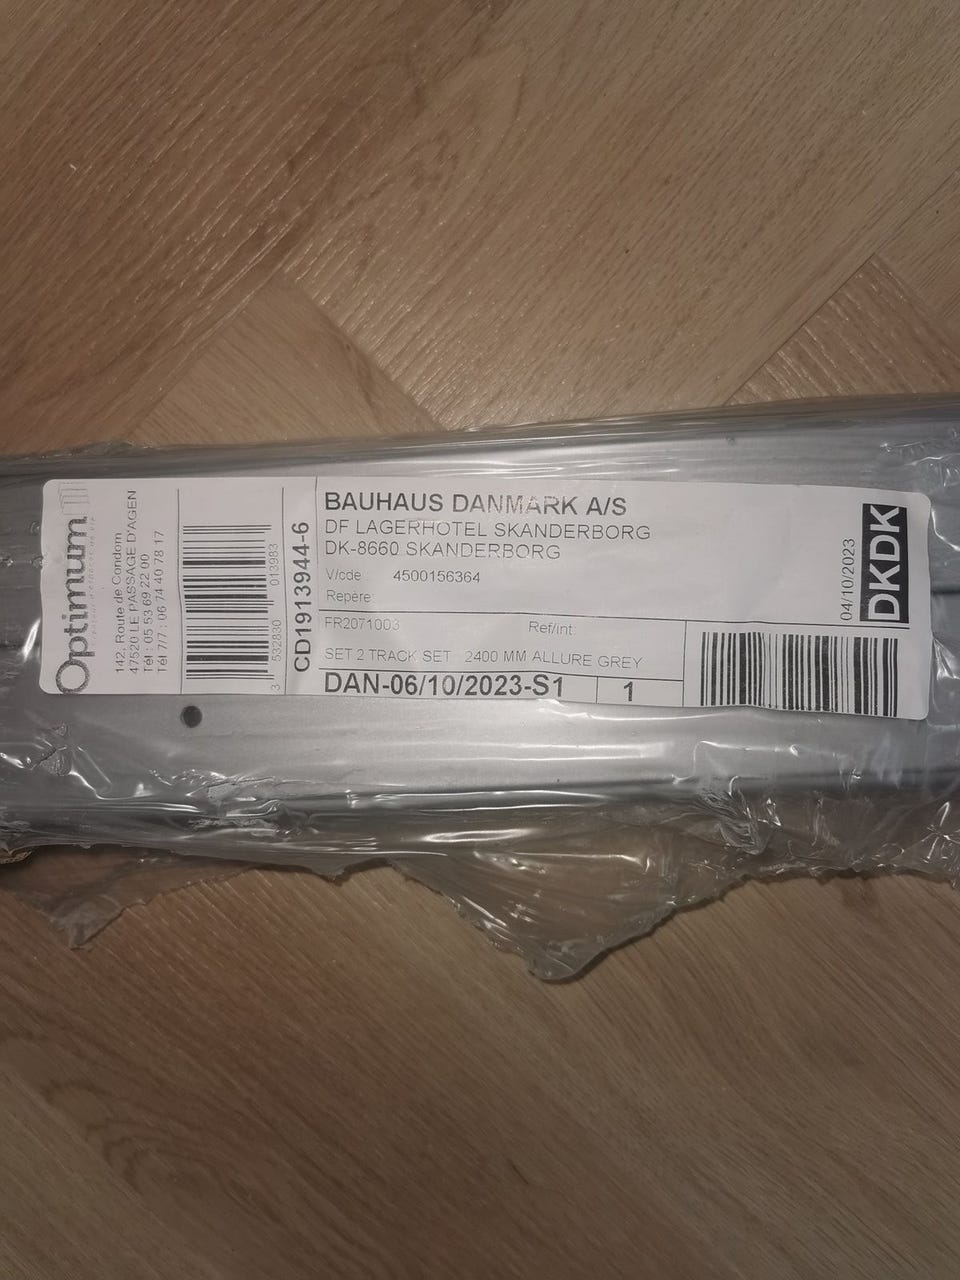 Optimum
142, Route de Condom
47520 LE PASSAGE D'AGEN
Tél : 05 53 69 22 00
Tél 7/7 : 06 74 40 78 17
3 532830 013983
CD1913944-6
BAUHAUS DANMARK A/S
DF LAGERHOTEL SKANDERBORG
DK-8660 SKANDERBORG
V/cde : 4500156364
Repère:
FR2071003 Ref/int:
SET 2 TRACK SET - 2400 MM ALLURE GREY
DAN-06/10/2023-S1 1
04/10/2023
DKDK